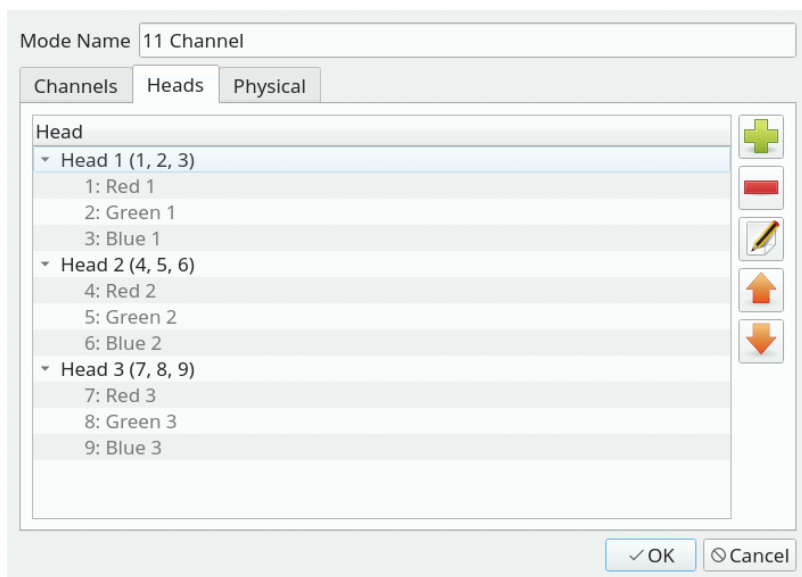 Mode Name 11 Channel
Channels Heads Physical
Head
Head 1 (1, 2, 3)
1: Red 1
2: Green 1
3: Blue 1
Head 2 (4, 5, 6)
4: Red 2
5: Green 2
6: Blue 2
Head 3 (7, 8, 9)
7: Red 3
8: Green 3
9: Blue 3
OK Cancel